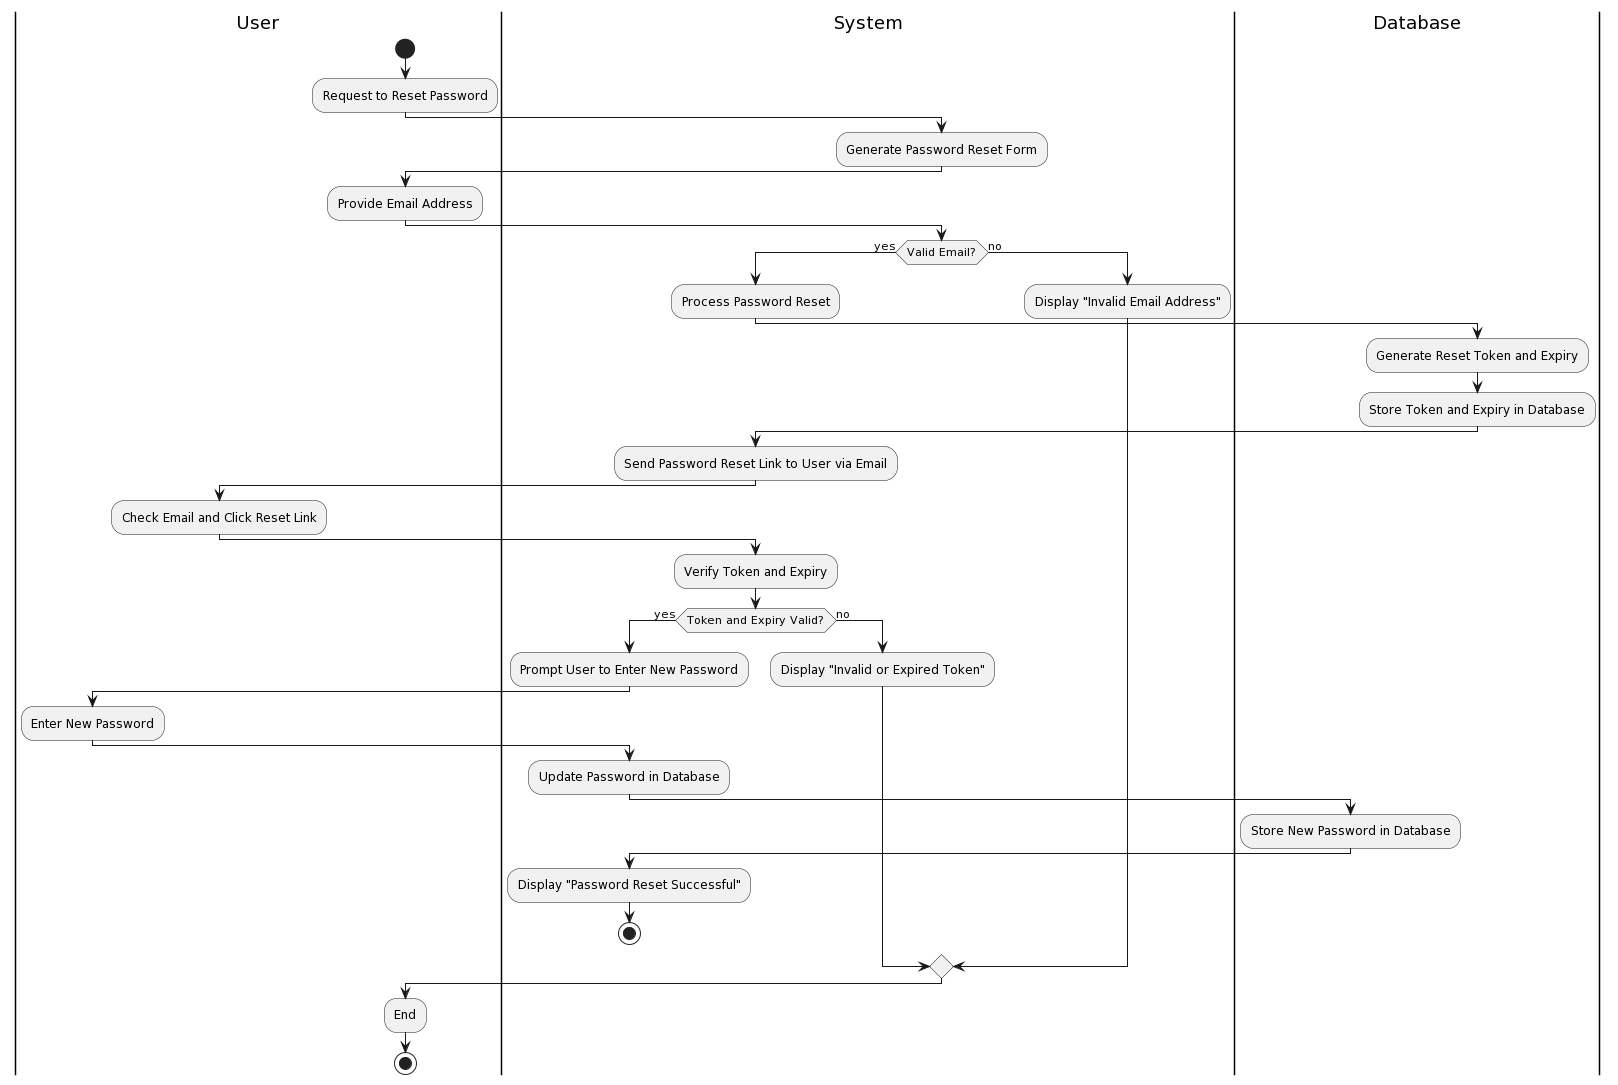 User
System
Database
Request to Reset Password
Generate Password Reset Form
Provide Email Address
yes
Valid Email?
no
Process Password Reset
Display "Invalid Email Address"
Generate Reset Token and Expiry
Store Token and Expiry in Database
Send Password Reset Link to User via Email
Check Email and Click Reset Link
Verify Token and Expiry
yes
Token and Expiry Valid?
no
Prompt User to Enter New Password
Display "Invalid or Expired Token"
Enter New Password
Update Password in Database
Store New Password in Database
Display "Password Reset Successful"
End